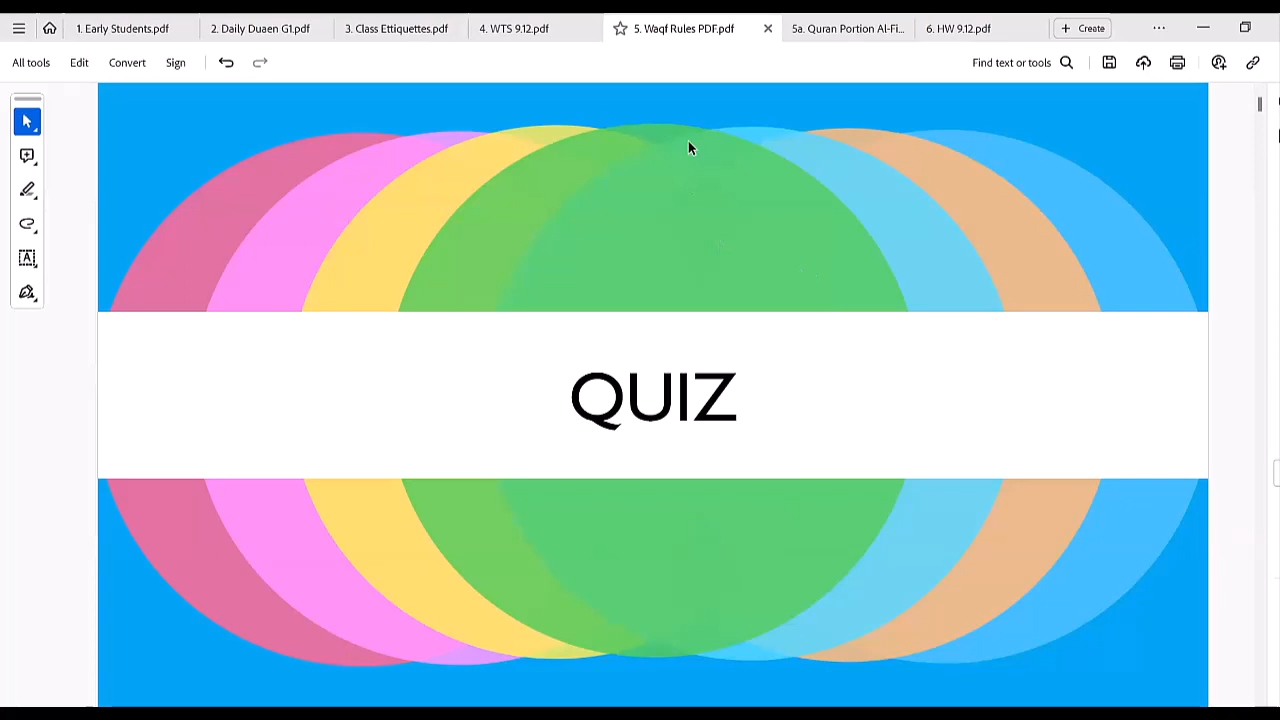 1. Early Students.pdf
2. Daily Duaen G1.pdf
3. Class Ettiquettes.pdf
4. WTS 9.12.pdf
5. Waqf Rules PDF.pdf
5a. Quran Portion Al-Fi...
6. HW 9.12.pdf
+ Create
All tools Edit Convert Sign
Find text or tools
QUIZ